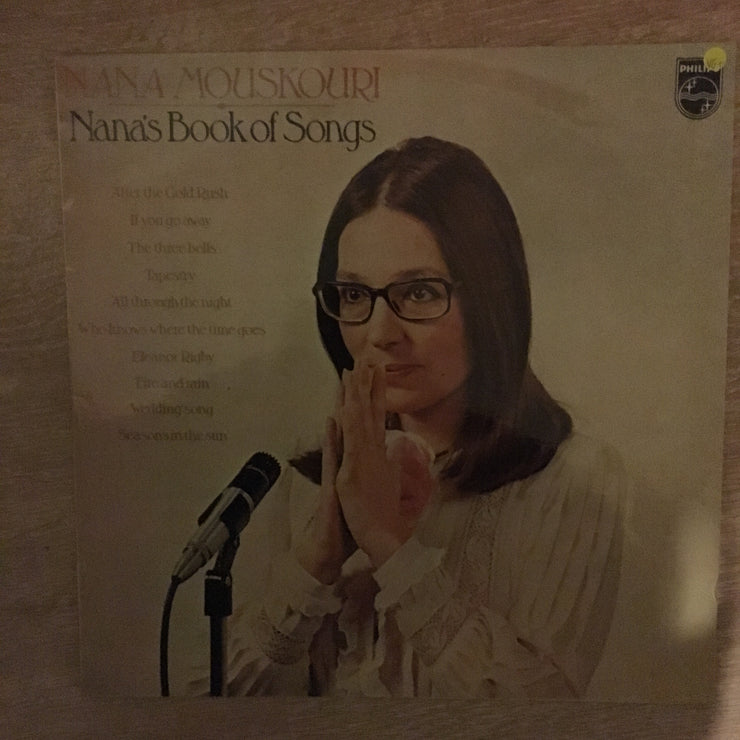 NANA MOUSKOURI
Nana's Book of Songs
PHILIPS
After the Gold Rush
If you go away
The three bells
Tapestry
All through the night
Who knows where the time goes
Eleanor Rigby
Fire and rain
Wedding song
Seasons in the sun